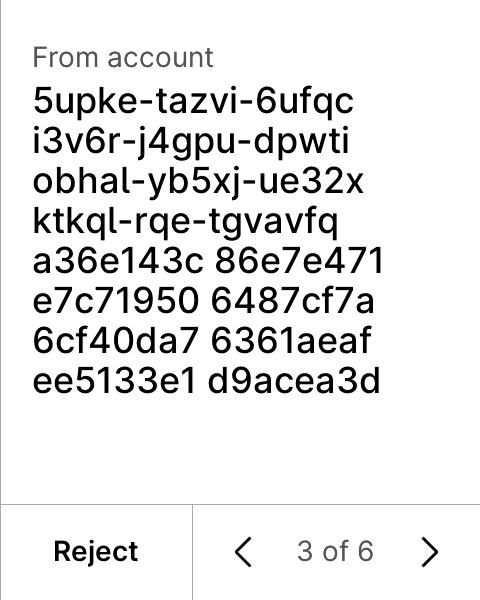 From account
5upke-tazvi-6ufqc
i3v6r-j4gpu-dpwti
obhal-yb5xj-ue32x
ktkql-rqe-tgvavfq
a36e143c 86e7e471
e7c71950 6487cf7a
6cf40da7 6361aeaf
ee5133e1 d9acea3d
Reject
3 of 6